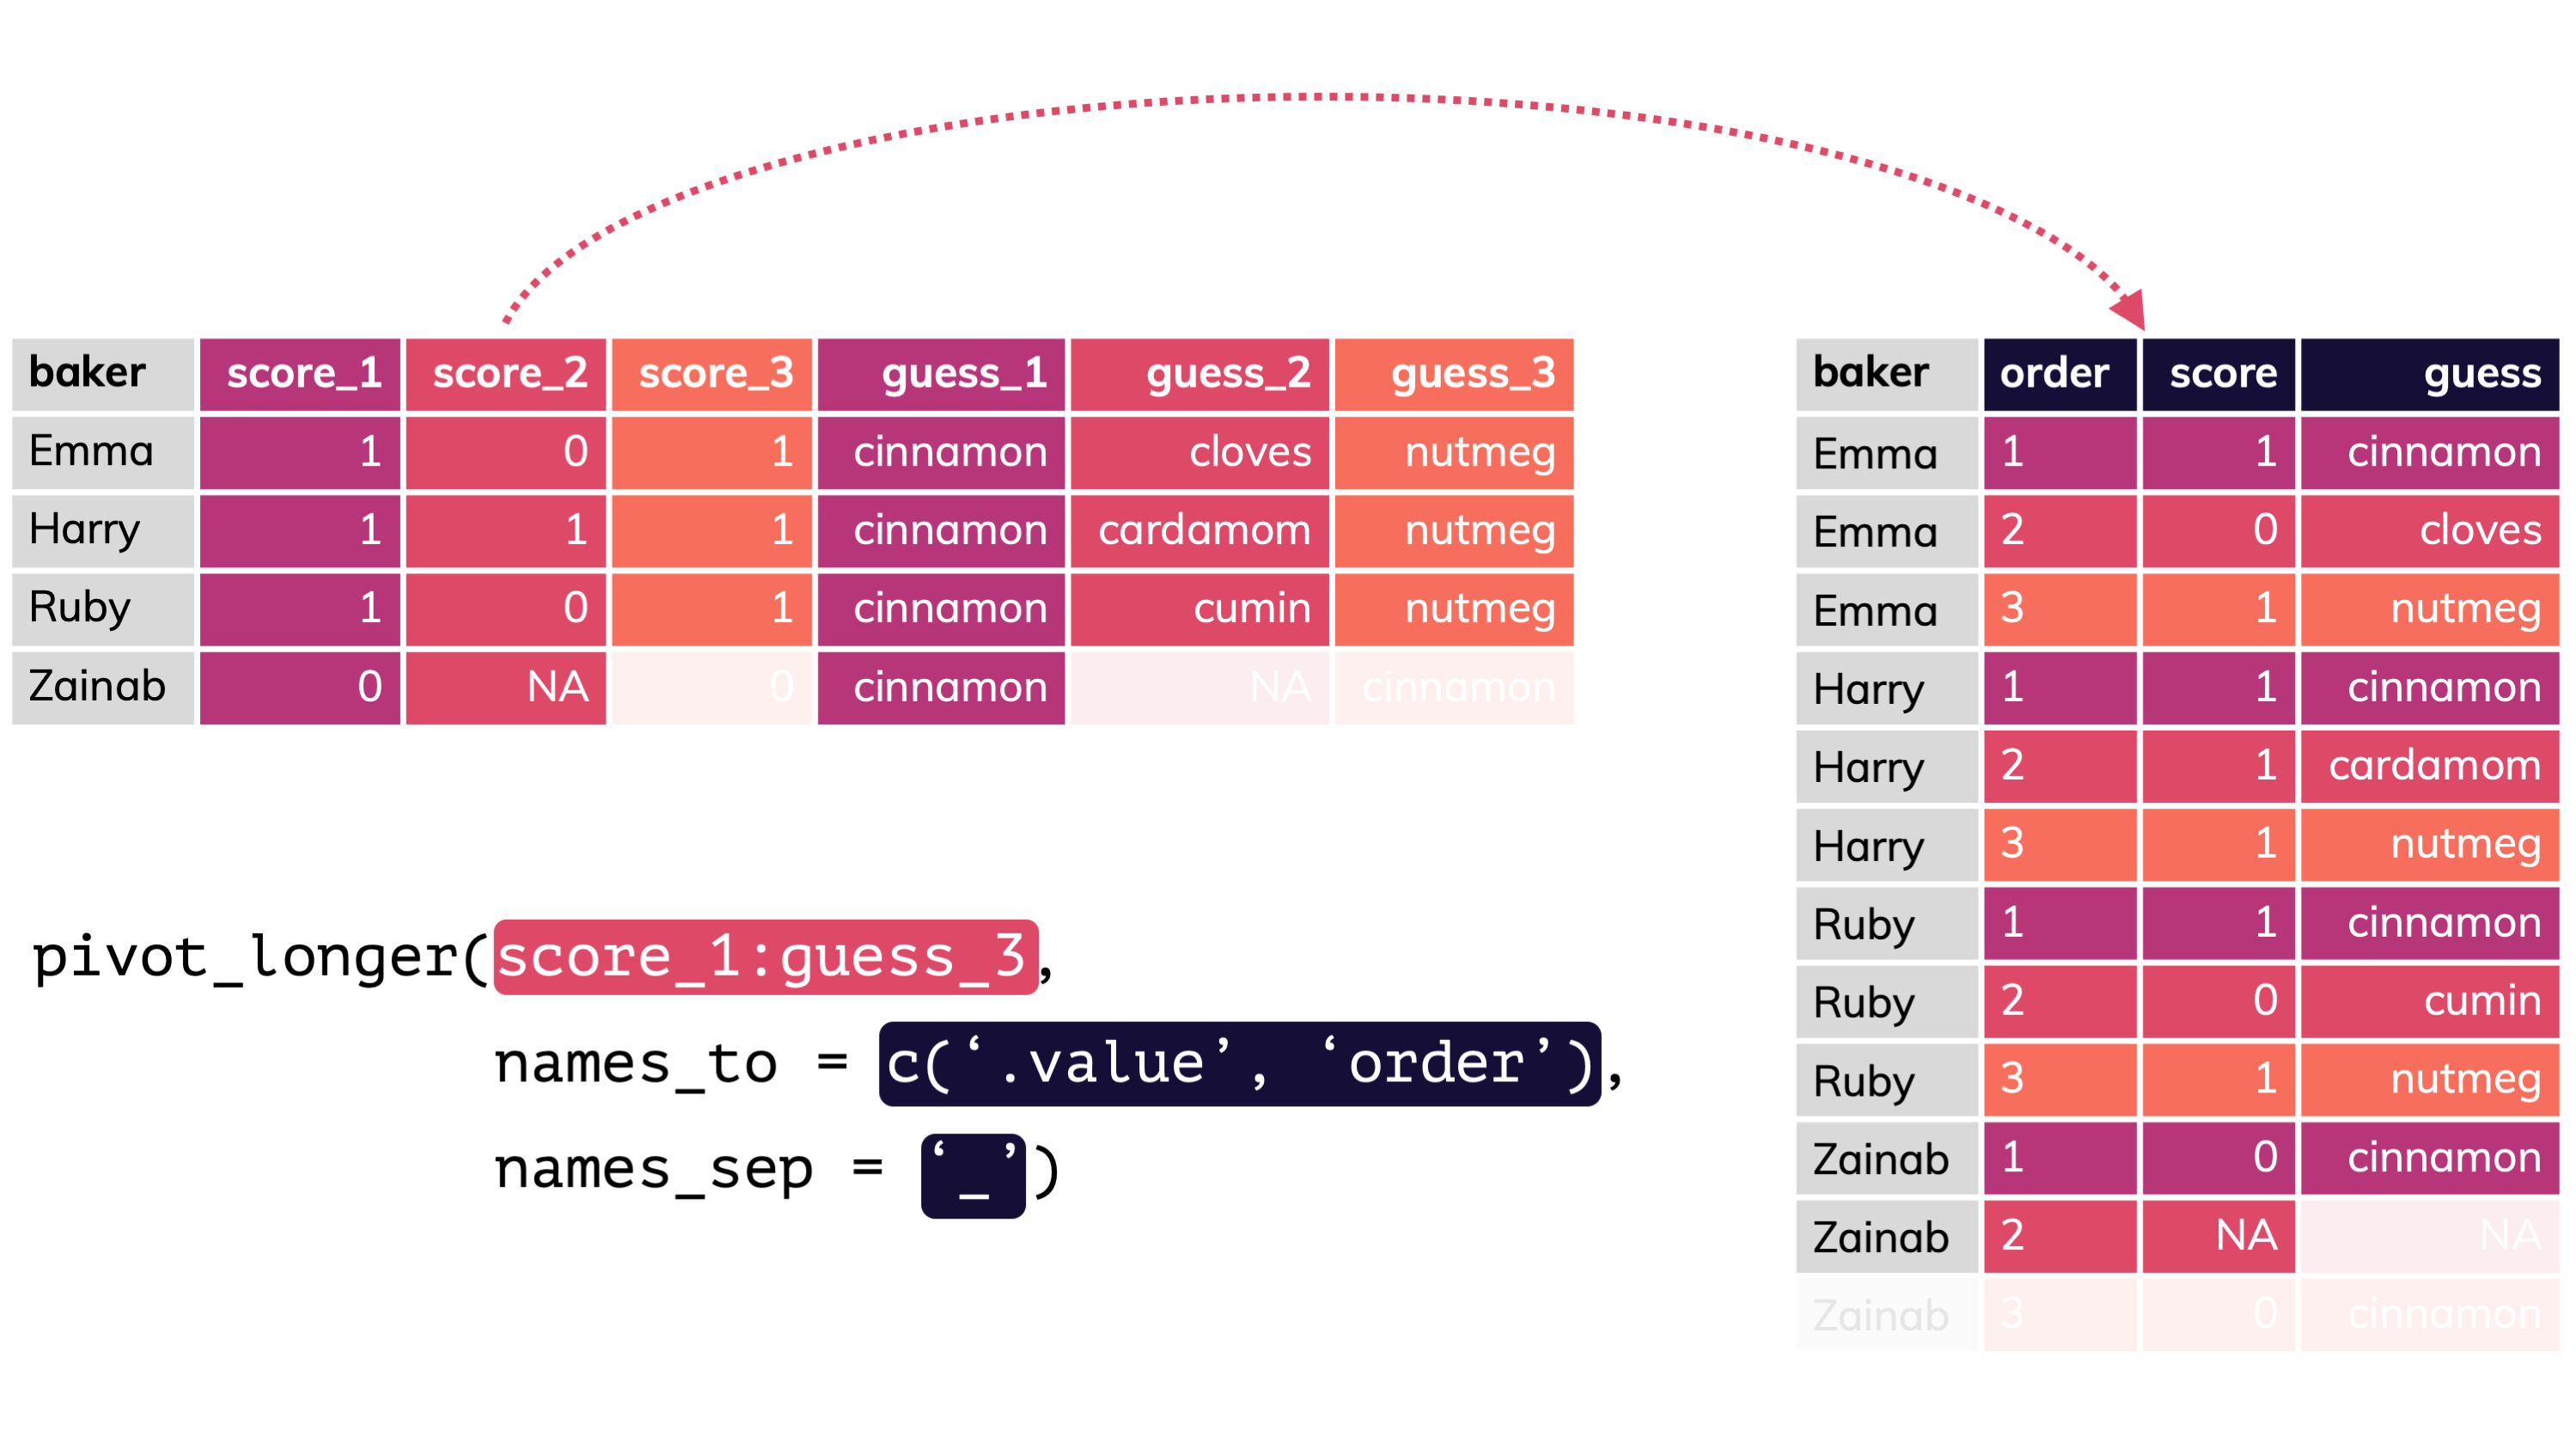 baker score_1 score_2 score_3 guess_1 guess_2 guess_3
Emma 1 0 1 cinnamon cloves nutmeg
Harry 1 1 1 cinnamon cardamom nutmeg
Ruby 1 0 1 cinnamon cumin nutmeg
Zainab 0 NA 0 cinnamon NA cinnamon
pivot_longer(score_1:guess_3,
names_to = c(‘.value’, ‘order’),
names_sep = ‘_’)
baker order score guess
Emma 1 1 cinnamon
Emma 2 0 cloves
Emma 3 1 nutmeg
Harry 1 1 cinnamon
Harry 2 1 cardamom
Harry 3 1 nutmeg
Ruby 1 1 cinnamon
Ruby 2 0 cumin
Ruby 3 1 nutmeg
Zainab 1 0 cinnamon
Zainab 2 NA NA
Zainab 3 0 cinnamon